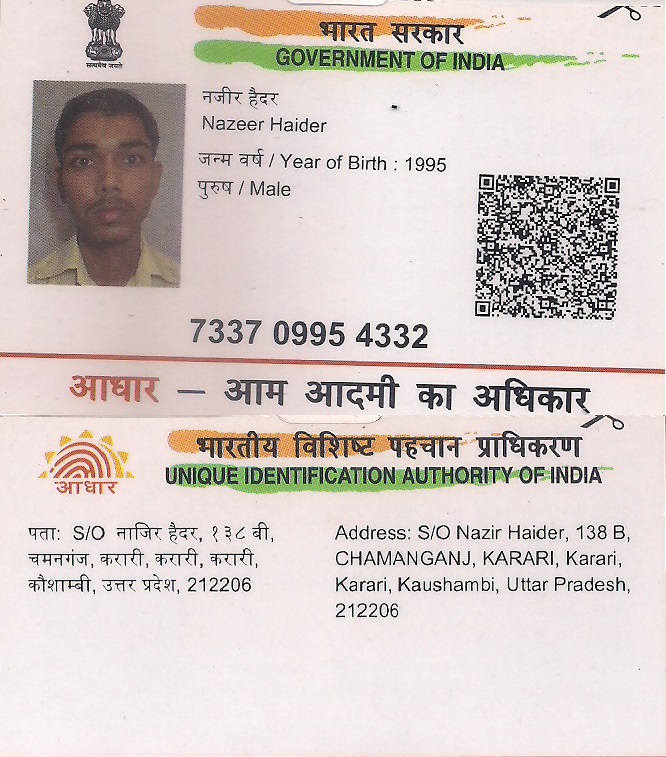 सत्यमेव जयते
भारत सरकार
GOVERNMENT OF INDIA
नजीर हैदर
Nazeer Haider
जन्म वर्ष / Year of Birth : 1995
पुरुष / Male
7337 0995 4332
आधार – आम आदमी का अधिकार
आधार
भारतीय विशिष्ट पहचान प्राधिकरण
UNIQUE IDENTIFICATION AUTHORITY OF INDIA
पता: S/O नाजिर हैदर, १३८ बी,
चमनगंज, करारी, करारी, करारी,
कौशाम्बी, उत्तर प्रदेश, 212206
Address: S/O Nazir Haider, 138 B,
CHAMANGANJ, KARARI, Karari,
Karari, Kaushambi, Uttar Pradesh,
212206